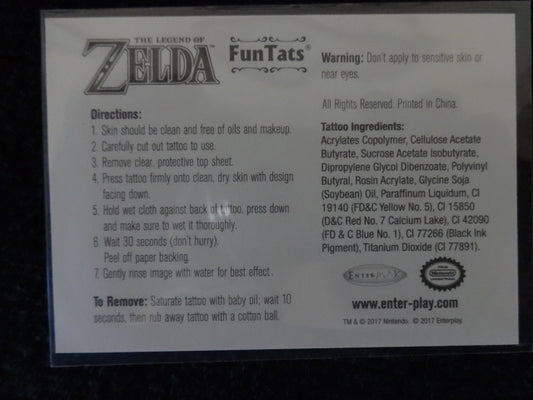 THE LEGEND OF
ZELDA
FunTats®
Warning: Don't apply to sensitive skin or
near eyes.
All Rights Reserved. Printed in China.
Directions:
1. Skin should be clean and free of oils and makeup.
2. Carefully cut out tattoo to use.
3. Remove clear, protective top sheet.
4. Press tattoo firmly onto clean, dry skin with design
facing down.
5. Hold wet cloth against back of tattoo, press down
and make sure to wet it thoroughly.
6. Wait 30 seconds (don't hurry).
Peel off paper backing.
7. Gently rinse image with water for best effect.
To Remove: Saturate tattoo with baby oil; wait 10
seconds, then rub away tattoo with a cotton ball.
Tattoo Ingredients:
Acrylates Copolymer, Cellulose Acetate
Butyrate, Sucrose Acetate Isobutyrate,
Dipropylene Glycol Dibenzoate, Polyvinyl
Butyral, Rosin Acrylate, Glycine Soja
(Soybean) Oil, Paraffinum Liquidum, CI
19140 (FD&C Yellow No. 5), CI 15850
(D&C Red No. 7 Calcium Lake), CI 42090
(FD & C Blue No. 1), CI 77266 (Black Ink
Pigment), Titanium Dioxide (CI 77891).
ENTERPLAY
Nintendo
www.enter-play.com
TM & © 2017 Nintendo. © 2017 Enterplay.